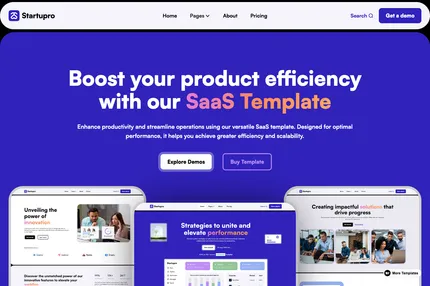 Startupro
Home Pages About Pricing
Search
Get a demo
Boost your product efficiency
with our SaaS Template
Enhance productivity and streamline operations using our versatile SaaS template. Designed for optimal
performance, it helps you achieve greater efficiency and scalability.
Explore Demos
Buy Template
Unveiling the
power of
innovation
Discover the unmatched power of
our innovative features to elevate
Strategies to unite and
elevate performance
Startupro
Creating impactful solutions that
drive progress
More Templates